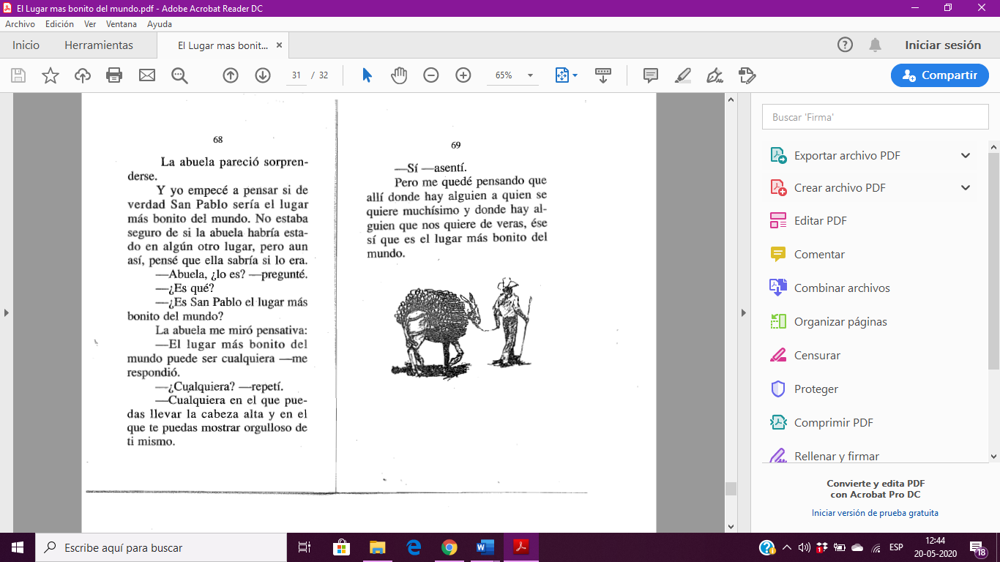 El Lugar mas bonito del mundo.pdf - Adobe Acrobat Reader DC
Archivo Edición Ver Ventana Ayuda
Inicio Herramientas El Lugar mas bonit... Iniciar sesión
31 / 32 65% Compartir
68
La abuela pareció sorpren-
derse.
Y yo empecé a pensar si de
verdad San Pablo sería el lugar
más bonito del mundo. No estaba
seguro de si la abuela habría esta-
do en algún otro lugar, pero aun
así, pensé que ella sabría si lo era.
—Abuela, ¿lo es? —pregunté.
—¿Es qué?
—¿Es San Pablo el lugar más
bonito del mundo?
La abuela me miró pensativa:
—El lugar más bonito del
mundo puede ser cualquiera —me
respondió.
—¿Cualquiera? —repetí.
—Cualquiera en el que pue-
das llevar la cabeza alta y en el
que te puedas mostrar orgulloso de
ti mismo.
69
—Sí —asentí.
Pero me quedé pensando que
allí donde hay alguien a quien se
quiere muchísimo y donde hay al-
guien que nos quiere de veras, ése
sí que es el lugar más bonito del
mundo.
Buscar 'Firma'
Exportar archivo PDF
Crear archivo PDF
Editar PDF
Comentar
Combinar archivos
Organizar páginas
Censurar
Proteger
Comprimir PDF
Rellenar y firmar
Convierte y edita PDF
con Acrobat Pro DC
Iniciar versión de prueba gratuita
Escribe aquí para buscar
ESP
12:44
20-05-2020
18